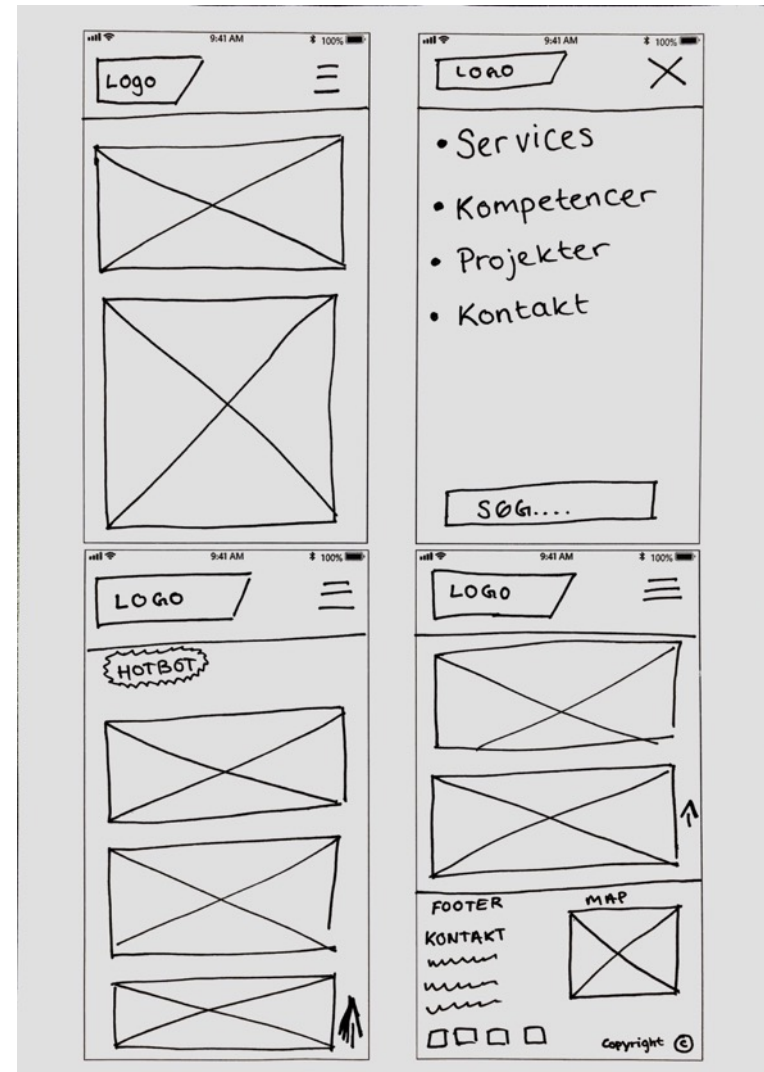 9:41 AM 100%
Logo
9:41 AM 100%
LOGO
• Services
• Kompetencer
• Projekter
• Kontakt
SØG....
9:41 AM 100%
LOGO
HOTBOT
9:41 AM 100%
LOGO
FOOTER
MAP
KONTAKT
Copyright ©